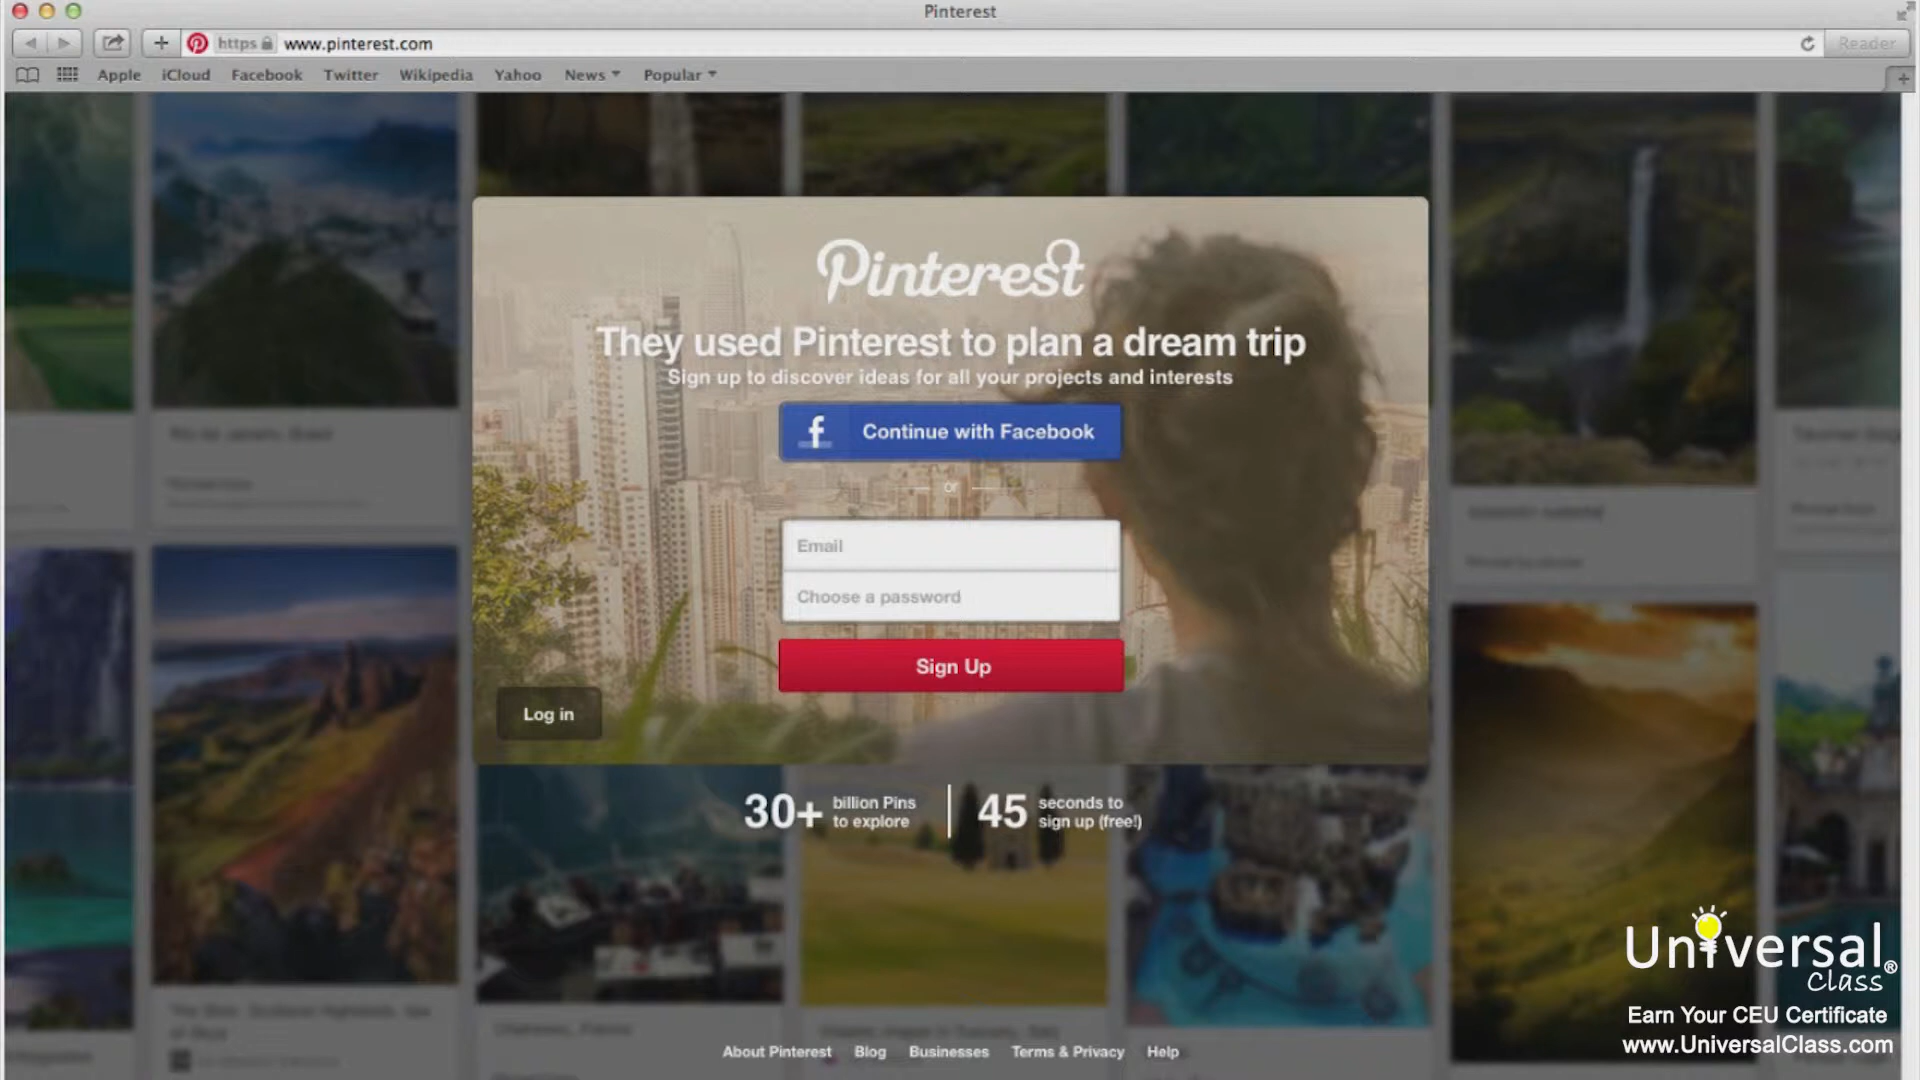 Pinterest
https www.pinterest.com
Reader
Apple iCloud Facebook Twitter Wikipedia Yahoo News Popular
Pinterest
They used Pinterest to plan a dream trip
Sign up to discover ideas for all your projects and interests
f Continue with Facebook
or
Email
Choose a password
Sign Up
Log in
30+ billion Pins to explore
45 seconds to sign up (free!)
About Pinterest Blog Businesses Terms & Privacy Help
Universal®
Class
Earn Your CEU Certificate
www.UniversalClass.com